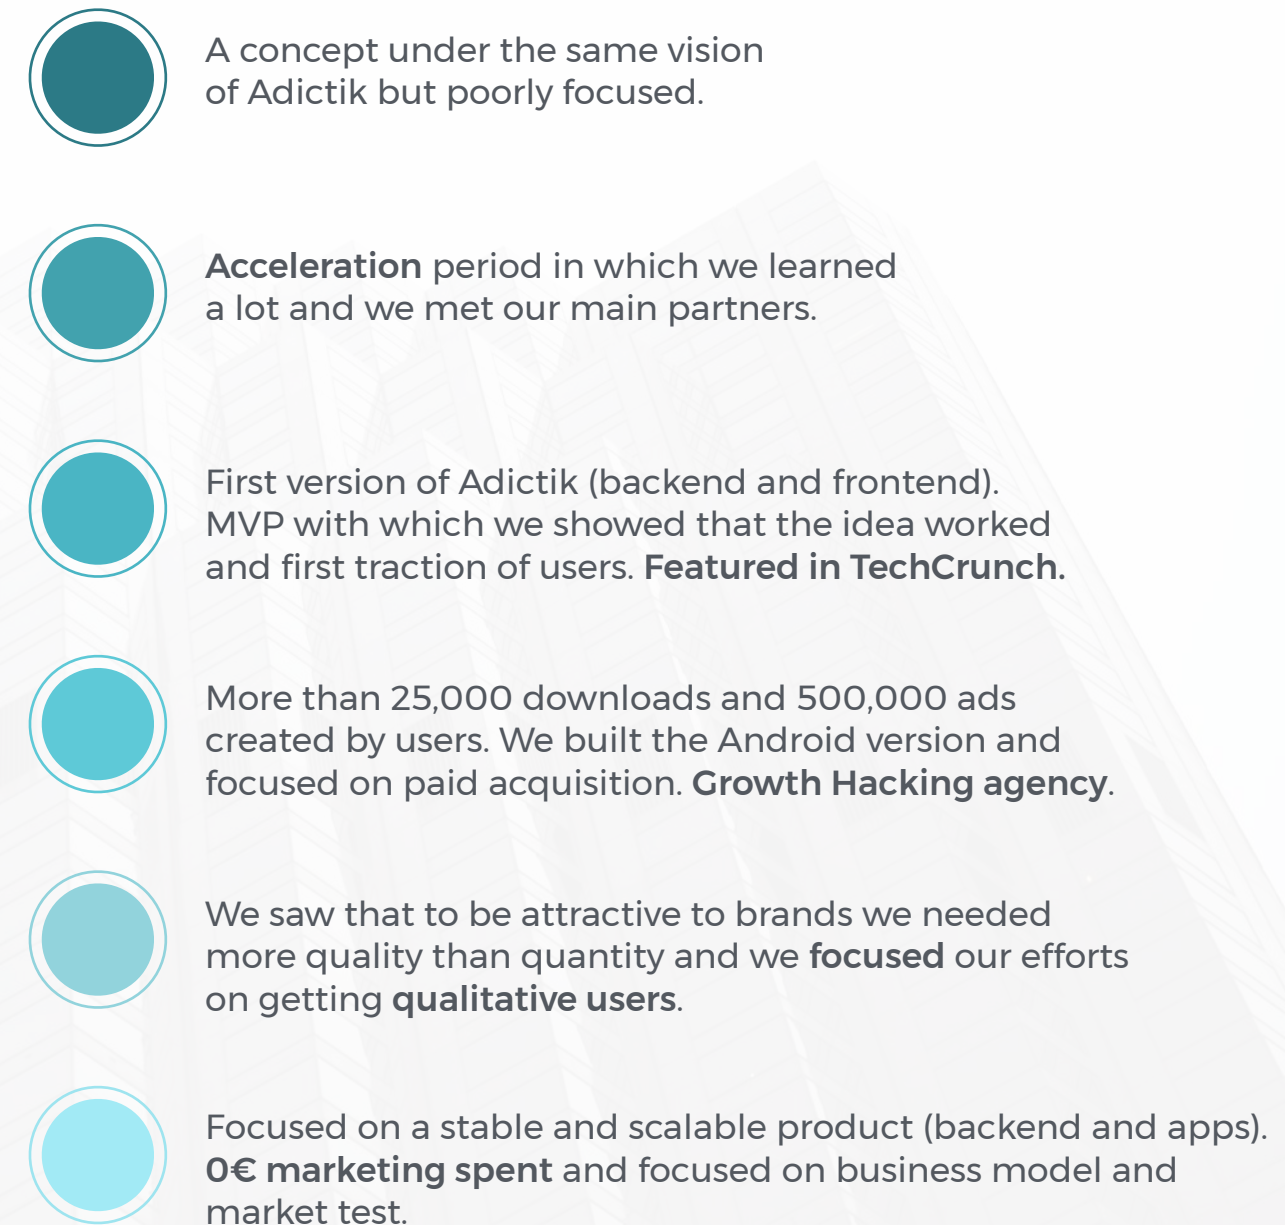 A concept under the same vision
of Adictik but poorly focused.
Acceleration period in which we learned
a lot and we met our main partners.
First version of Adictik (backend and frontend).
MVP with which we showed that the idea worked
and first traction of users. Featured in TechCrunch.
More than 25,000 downloads and 500,000 ads
created by users. We built the Android version and
focused on paid acquisition. Growth Hacking agency.
We saw that to be attractive to brands we needed
more quality than quantity and we focused our efforts
on getting qualitative users.
Focused on a stable and scalable product (backend and apps).
0€ marketing spent and focused on business model and
market test.